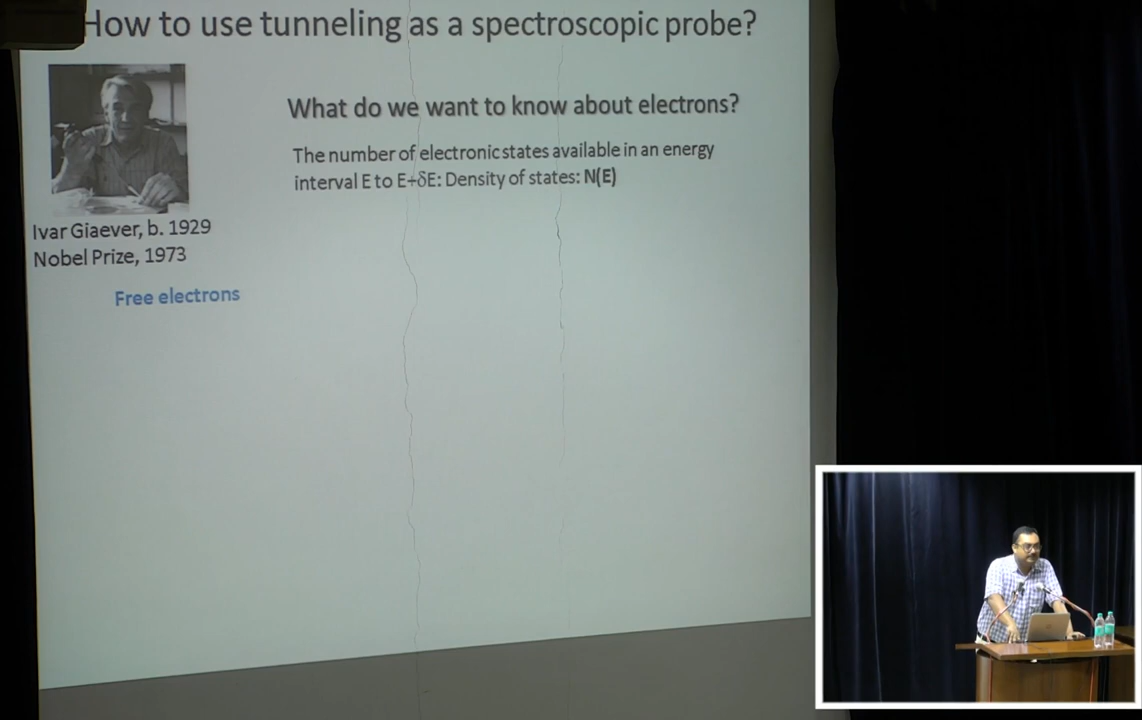 How to use tunneling as a spectroscopic probe?
What do we want to know about electrons?
The number of electronic states available in an energy
interval E to E+δE: Density of states: N(E)
Ivar Giaever, b. 1929
Nobel Prize, 1973
Free electrons